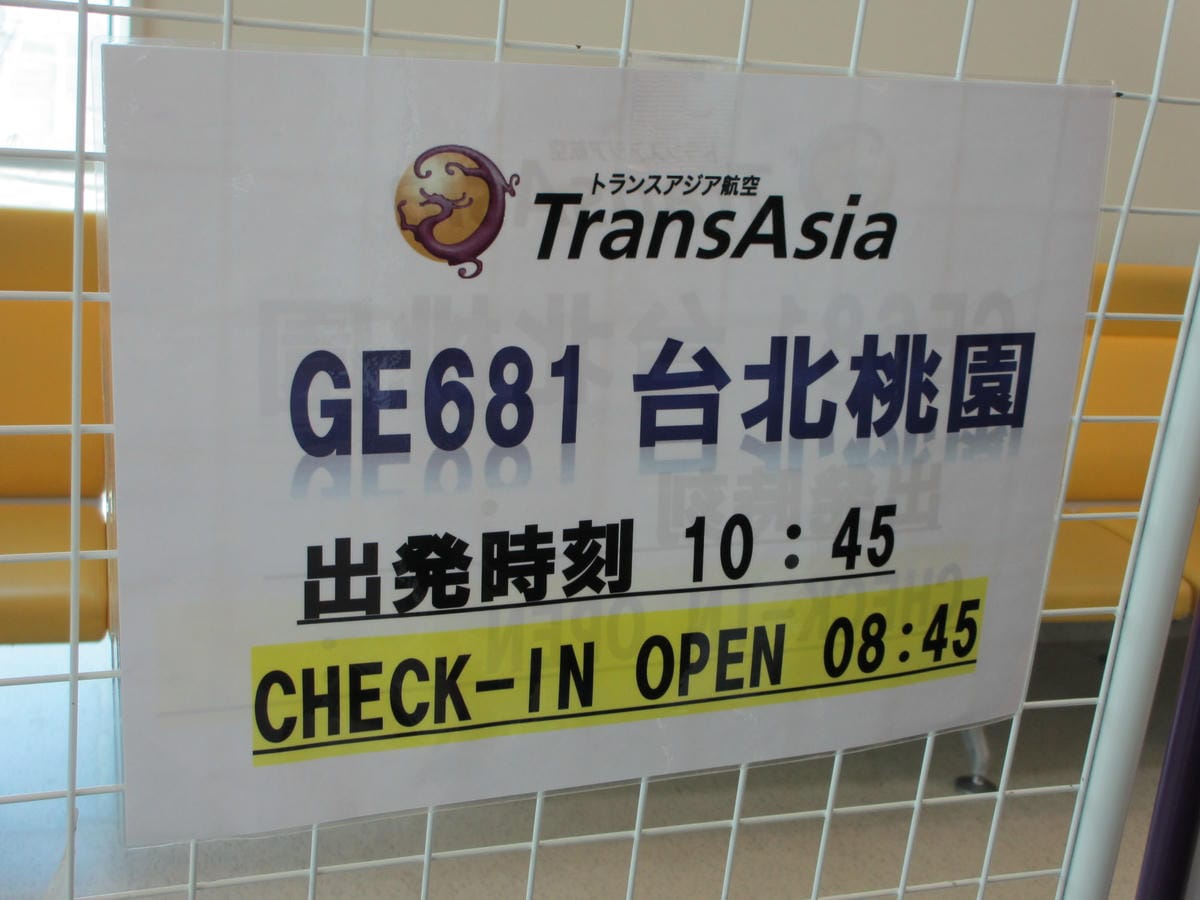 トランスアジア航空
TransAsia
GE681 台北桃園
出発時刻 10：45
CHECK-IN OPEN 08:45